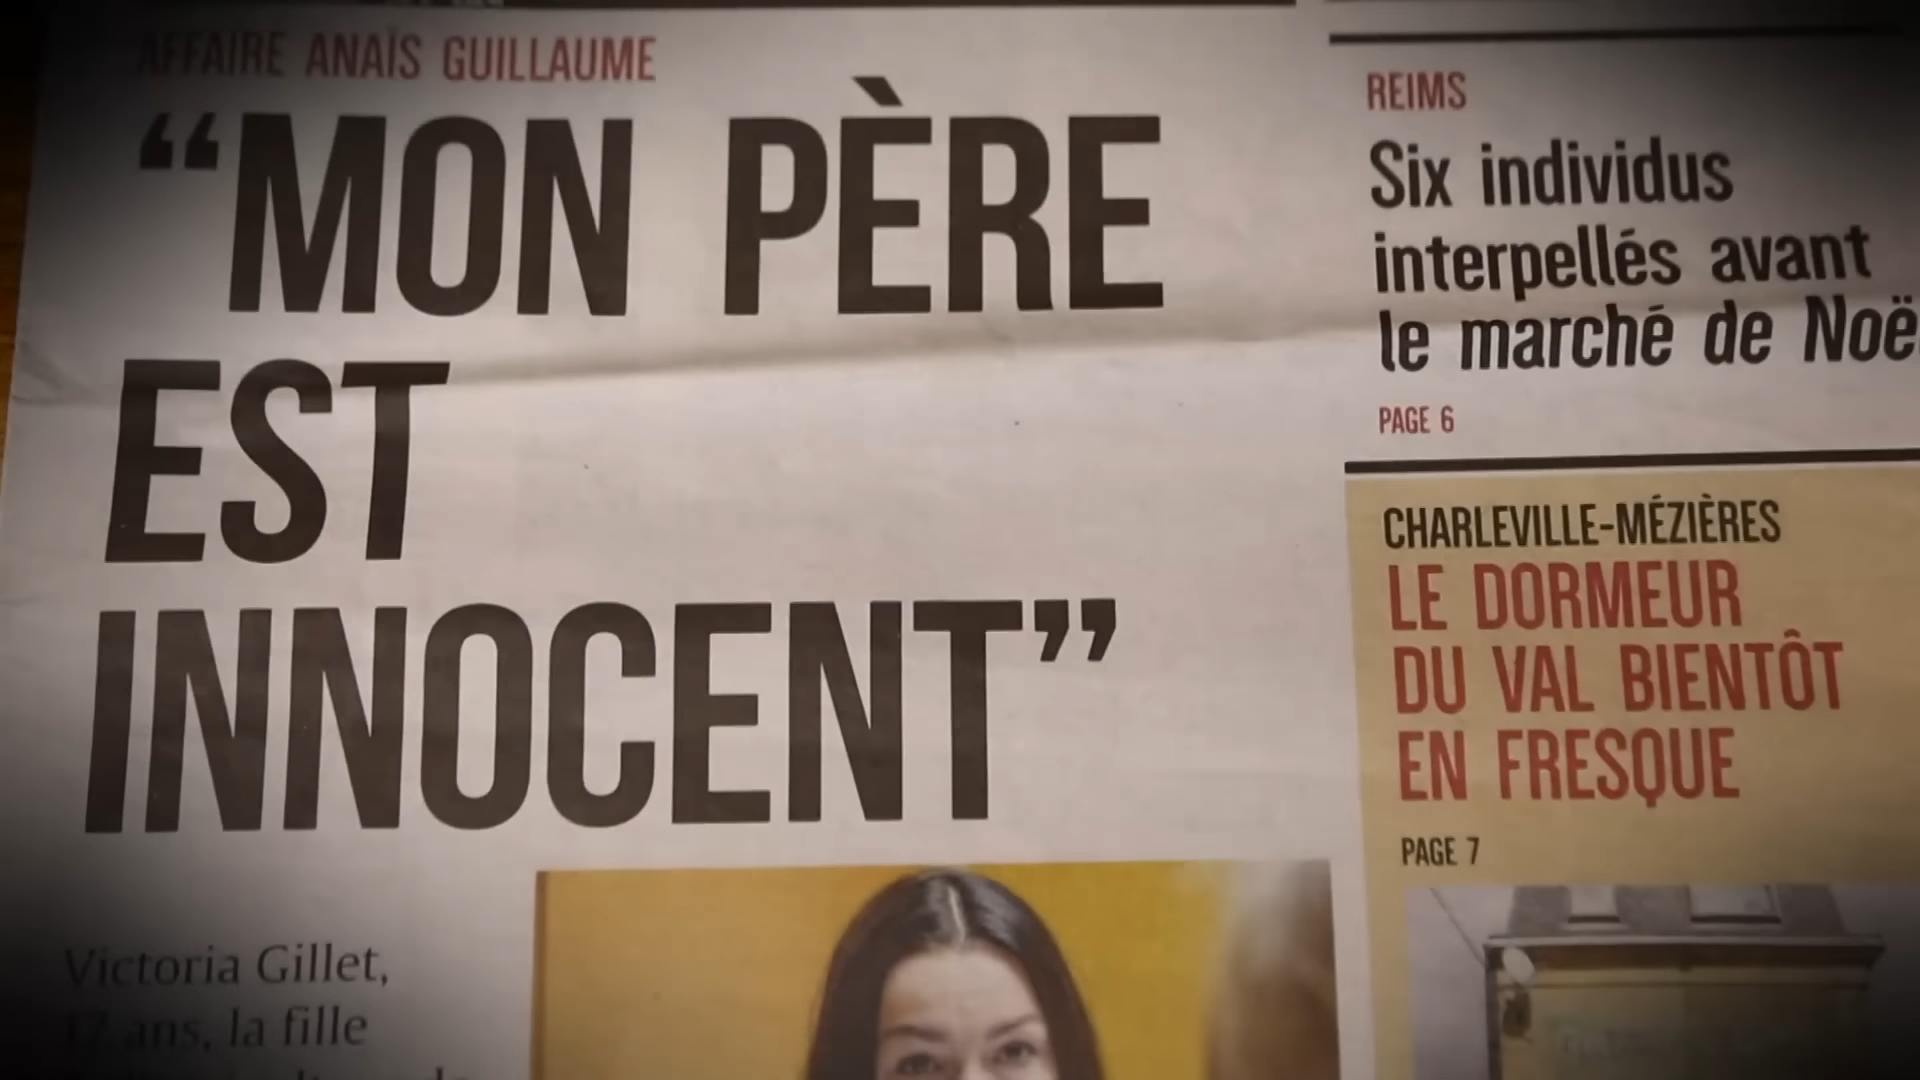 AFFAIRE ANAÏS GUILLAUME
“MON PÈRE
EST
INNOCENT”
Victoria Gillet,
17 ans, la fille
REIMS
Six individus
interpellés avant
le marché de Noë
PAGE 6
CHARLEVILLE-MÉZIÈRES
LE DORMEUR
DU VAL BIENTÔT
EN FRESQUE
PAGE 7